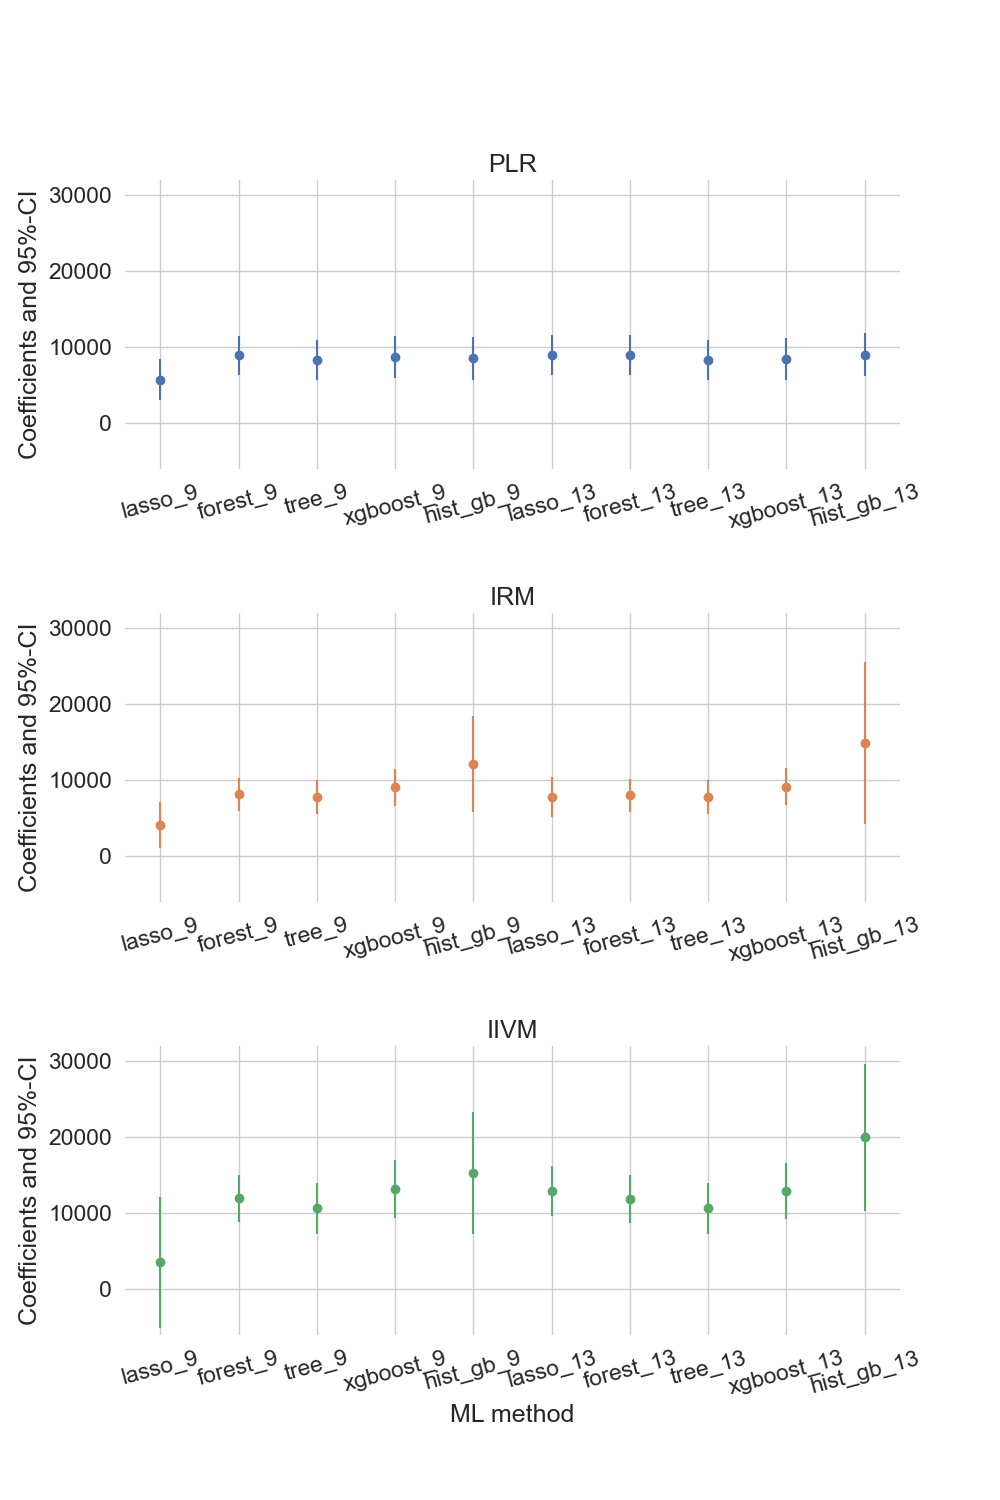 PLR
Coefficients and 95%-CI
30000
20000
10000
0
lasso_9 forest_9 tree_9 xgboost_9 hist_gb_9 lasso_13 forest_13 tree_13 xgboost_13 hist_gb_13
IRM
Coefficients and 95%-CI
30000
20000
10000
0
lasso_9 forest_9 tree_9 xgboost_9 hist_gb_9 lasso_13 forest_13 tree_13 xgboost_13 hist_gb_13
IIVM
Coefficients and 95%-CI
30000
20000
10000
0
lasso_9 forest_9 tree_9 xgboost_9 hist_gb_9 lasso_13 forest_13 tree_13 xgboost_13 hist_gb_13
ML method